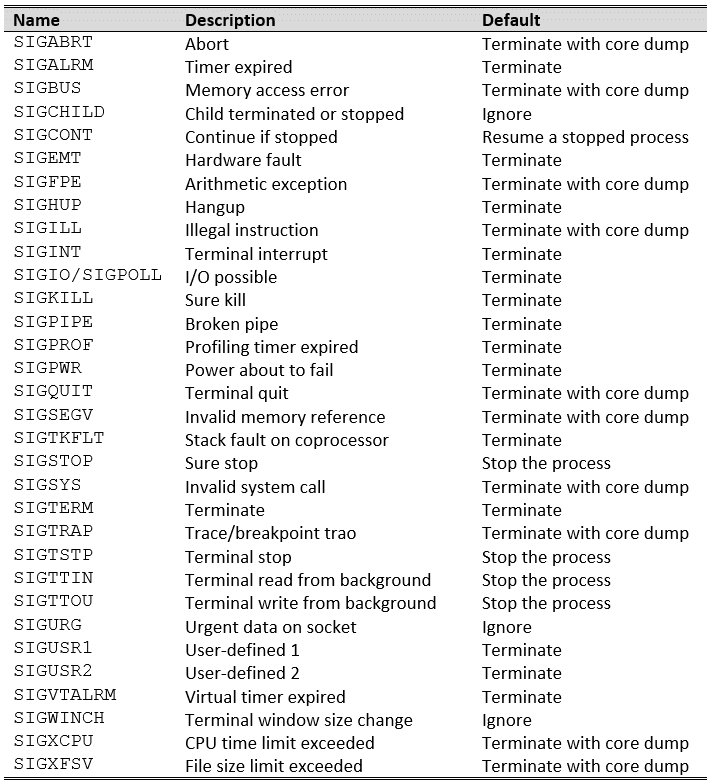 Name Description Default
SIGABRT Abort Terminate with core dump
SIGALRM Timer expired Terminate
SIGBUS Memory access error Terminate with core dump
SIGCHILD Child terminated or stopped Ignore
SIGCONT Continue if stopped Resume a stopped process
SIGEMT Hardware fault Terminate
SIGFPE Arithmetic exception Terminate with core dump
SIGHUP Hangup Terminate
SIGILL Illegal instruction Terminate with core dump
SIGINT Terminal interrupt Terminate
SIGIO/SIGPOLL I/O possible Terminate
SIGKILL Sure kill Terminate
SIGPIPE Broken pipe Terminate
SIGPROF Profiling timer expired Terminate
SIGPWR Power about to fail Terminate
SIGQUIT Terminal quit Terminate with core dump
SIGSEGV Invalid memory reference Terminate with core dump
SIGTKFLT Stack fault on coprocessor Terminate
SIGSTOP Sure stop Stop the process
SIGSYS Invalid system call Terminate with core dump
SIGTERM Terminate Terminate
SIGTRAP Trace/breakpoint trao Terminate with core dump
SIGTSTP Terminal stop Stop the process
SIGTTIN Terminal read from background Stop the process
SIGTTOU Terminal write from background Stop the process
SIGURG Urgent data on socket Ignore
SIGUSR1 User-defined 1 Terminate
SIGUSR2 User-defined 2 Terminate
SIGVTALRM Virtual timer expired Terminate
SIGWINCH Terminal window size change Ignore
SIGXCPU CPU time limit exceeded Terminate with core dump
SIGXFSV File size limit exceeded Terminate with core dump